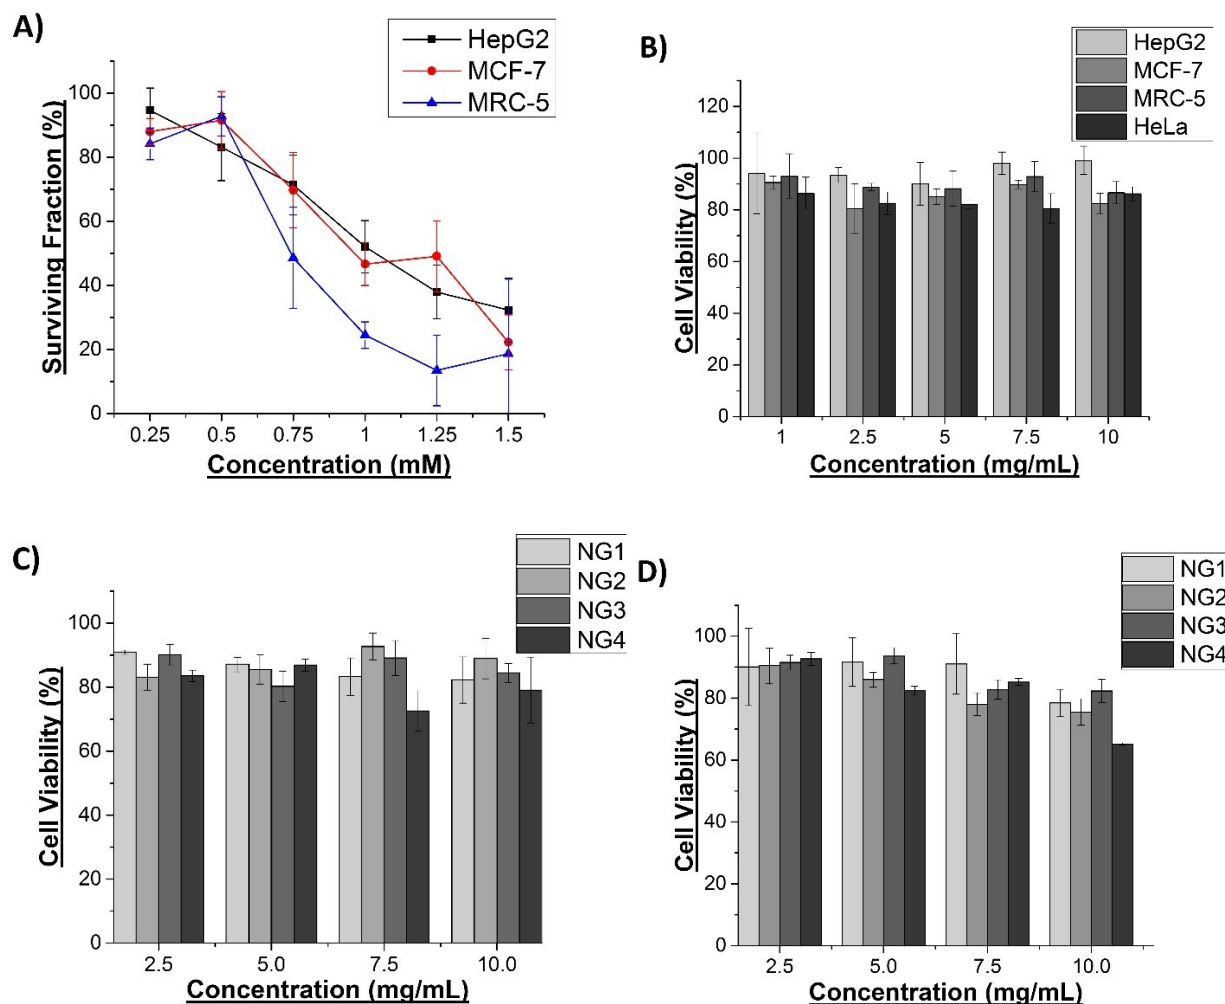 A)
HepG2
MCF-7
MRC-5
Surviving Fraction (%)
100
80
60
40
20
0
0.25 0.5 0.75 1 1.25 1.5
Concentration (mM)
B)
HepG2
MCF-7
MRC-5
HeLa
Cell Viability (%)
120
100
80
60
40
20
0
1 2.5 5 7.5 10
Concentration (mg/mL)
C)
NG1
NG2
NG3
NG4
Cell Viability (%)
100
80
60
40
20
0
2.5 5.0 7.5 10.0
Concentration (mg/mL)
D)
NG1
NG2
NG3
NG4
Cell Viability (%)
100
80
60
40
20
0
2.5 5.0 7.5 10.0
Concentration (mg/mL)